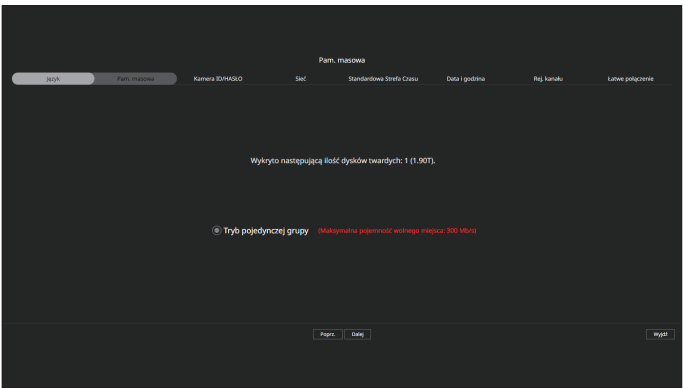 Pam. masowa
Język Pam. masowa Kamera ID/HASŁO Sieć Standardowa Strefa Czasu Data i godzina Rej. kanału Łatwe połączenie
Wykryto następującą ilość dysków twardych: 1 (1.90T).
Tryb pojedynczej grupy (Maksymalna pojemność wolnego miejsca: 300 Mb/s)
Poprz. Dalej Wyjdź